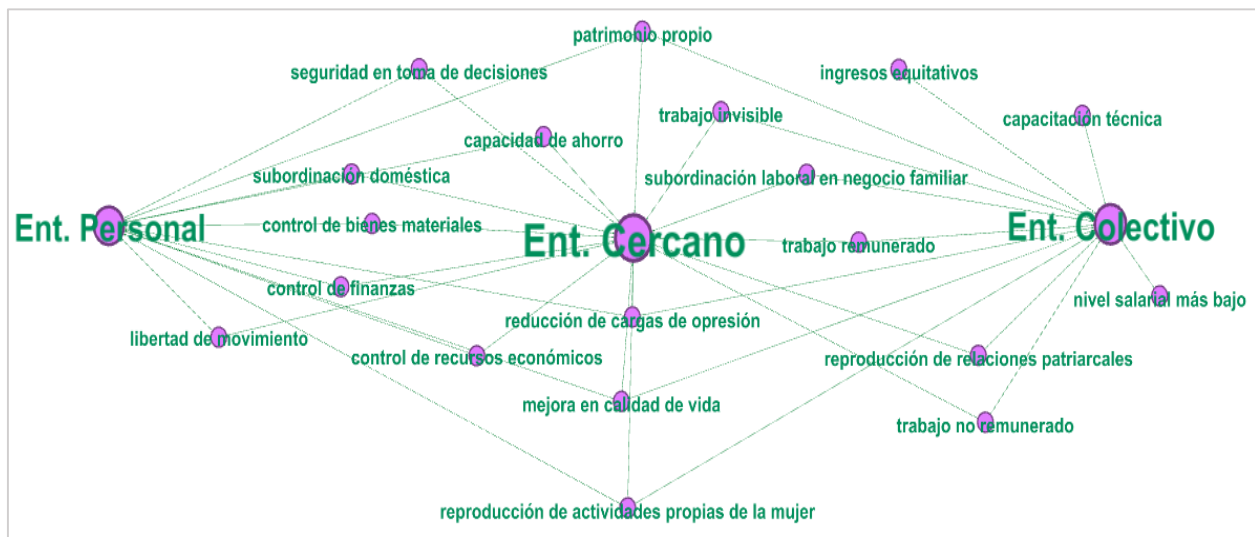 patrimonio propio
seguridad en toma de decisiones
ingresos equitativos
trabajo invisible
capacitación técnica
capacidad de ahorro
subordinación doméstica
subordinación laboral en negocio familiar
Ent. Personal
control de bienes materiales
Ent. Cercano
trabajo remunerado
Ent. Colectivo
control de finanzas
nivel salarial más bajo
reducción de cargas de opresión
libertad de movimiento
control de recursos económicos
reproducción de relaciones patriarcales
mejora en calidad de vida
trabajo no remunerado
reproducción de actividades propias de la mujer